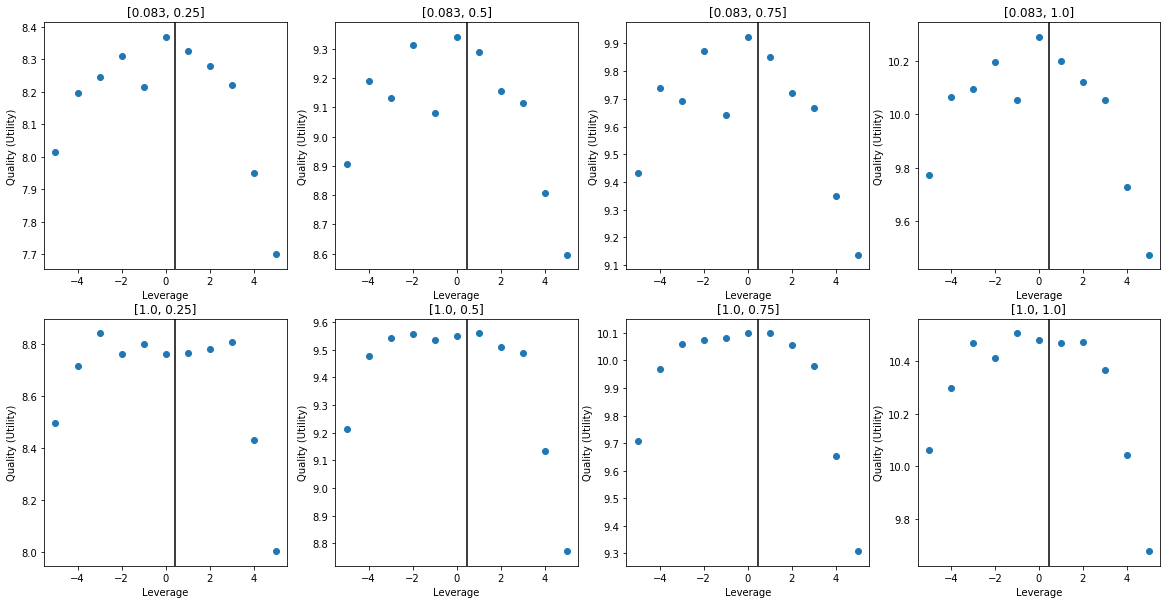 [0.083, 0.25]
Quality (Utility)
8.4
8.3
8.2
8.1
8.0
7.9
7.8
7.7
−4 −2 0 2 4
Leverage
[0.083, 0.5]
Quality (Utility)
9.3
9.2
9.1
9.0
8.9
8.8
8.7
8.6
−4 −2 0 2 4
Leverage
[0.083, 0.75]
Quality (Utility)
9.9
9.8
9.7
9.6
9.5
9.4
9.3
9.2
9.1
−4 −2 0 2 4
Leverage
[0.083, 1.0]
Quality (Utility)
10.2
10.0
9.8
9.6
−4 −2 0 2 4
Leverage
[1.0, 0.25]
Quality (Utility)
8.8
8.6
8.4
8.2
8.0
−4 −2 0 2 4
Leverage
[1.0, 0.5]
Quality (Utility)
9.6
9.5
9.4
9.3
9.2
9.1
9.0
8.9
8.8
−4 −2 0 2 4
Leverage
[1.0, 0.75]
Quality (Utility)
10.1
10.0
9.9
9.8
9.7
9.6
9.5
9.4
9.3
−4 −2 0 2 4
Leverage
[1.0, 1.0]
Quality (Utility)
10.4
10.2
10.0
9.8
−4 −2 0 2 4
Leverage